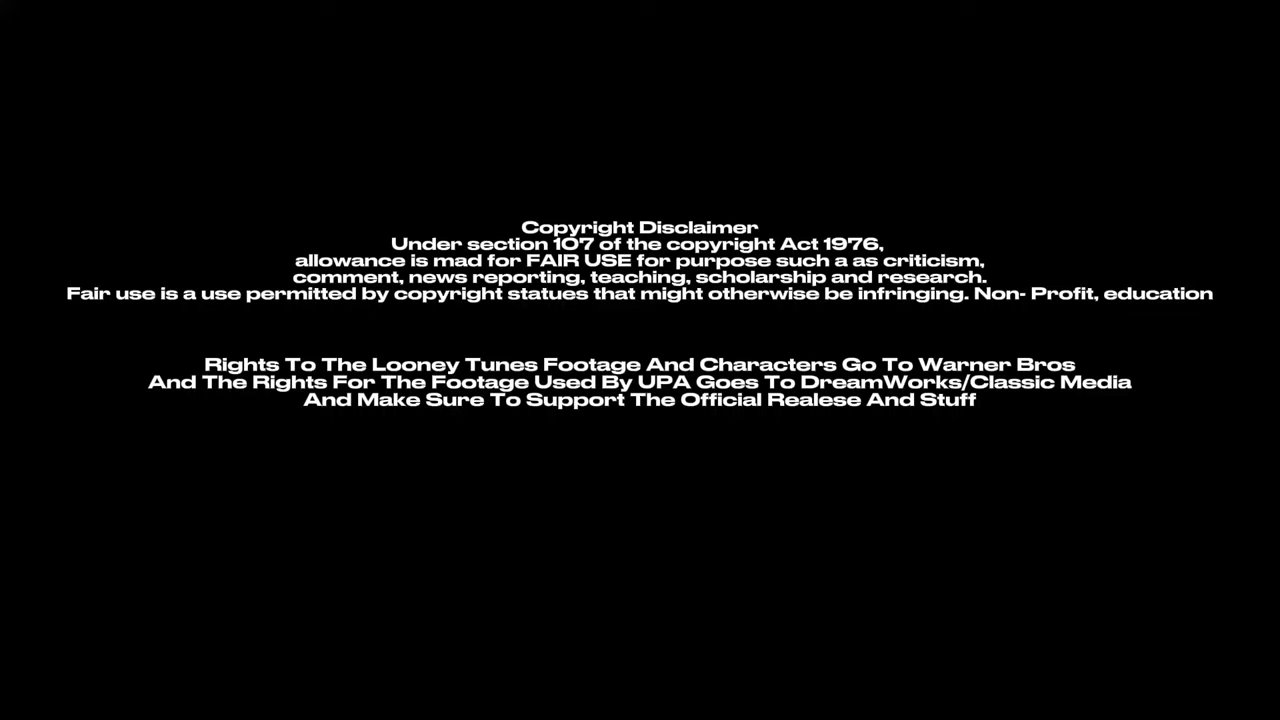 Copyright Disclaimer
Under section 107 of the copyright Act 1976,
allowance is mad for FAIR USE for purpose such a as criticism,
comment, news reporting, teaching, scholarship and research.
Fair use is a use permitted by copyright statues that might otherwise be infringing. Non- Profit, education
Rights To The Looney Tunes Footage And Characters Go To Warner Bros
And The Rights For The Footage Used By UPA Goes To DreamWorks/Classic Media
And Make Sure To Support The Official Realese And Stuff